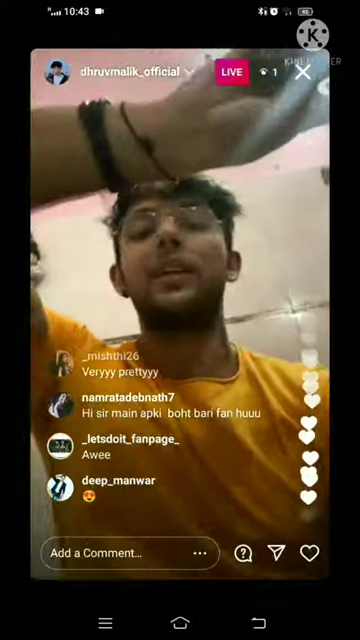 10:43
K
KINEMASTER
dhruvmalik_official
LIVE
1
_mishthi26
Veryyy prettyyy
namratadebnath7
Hi sir main apki boht bari fan huuu
_letsdoit_fanpage_
Awee
deep_manwar
😍
Add a Comment...